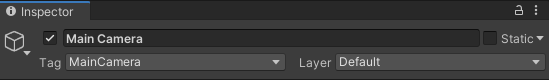 Inspector
Main Camera Static
Tag MainCamera Layer Default